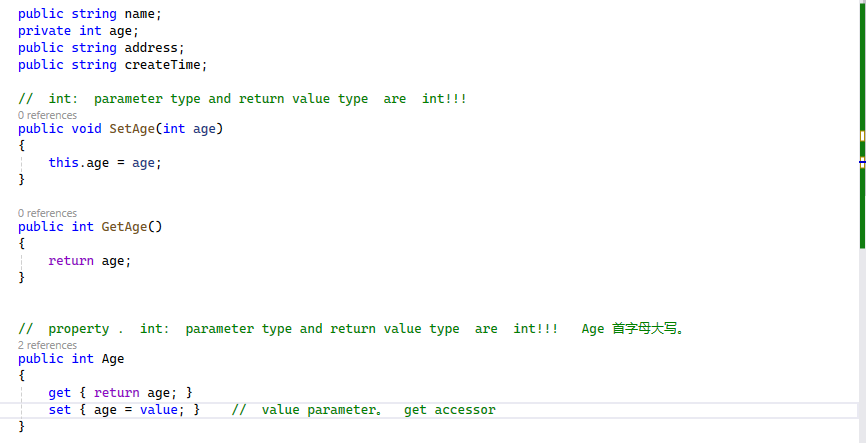 public string name;
private int age;
public string address;
public string createTime;
//  int:  parameter type and return value type  are  int!!!
0 references
public void SetAge(int age)
{
this.age = age;
}
0 references
public int GetAge()
{
return age;
}
//  property .  int:  parameter type and return value type  are  int!!!   Age 首字母大写。
2 references
public int Age
{
get { return age; }
set { age = value; }    //  value parameter。  get accessor
}